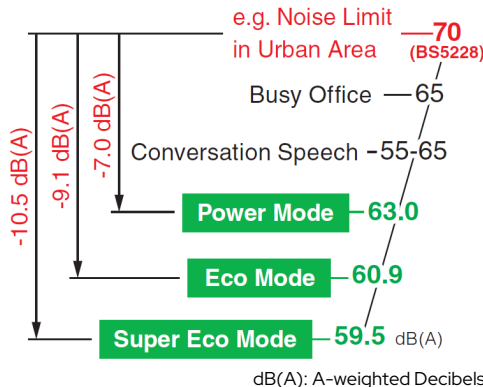 e.g. Noise Limit
in Urban Area
70
(BS5228)
Busy Office
65
Conversation Speech
55-65
-7.0 dB(A)
-9.1 dB(A)
-10.5 dB(A)
Power Mode
63.0
Eco Mode
60.9
Super Eco Mode
59.5 dB(A)
dB(A): A-weighted Decibels